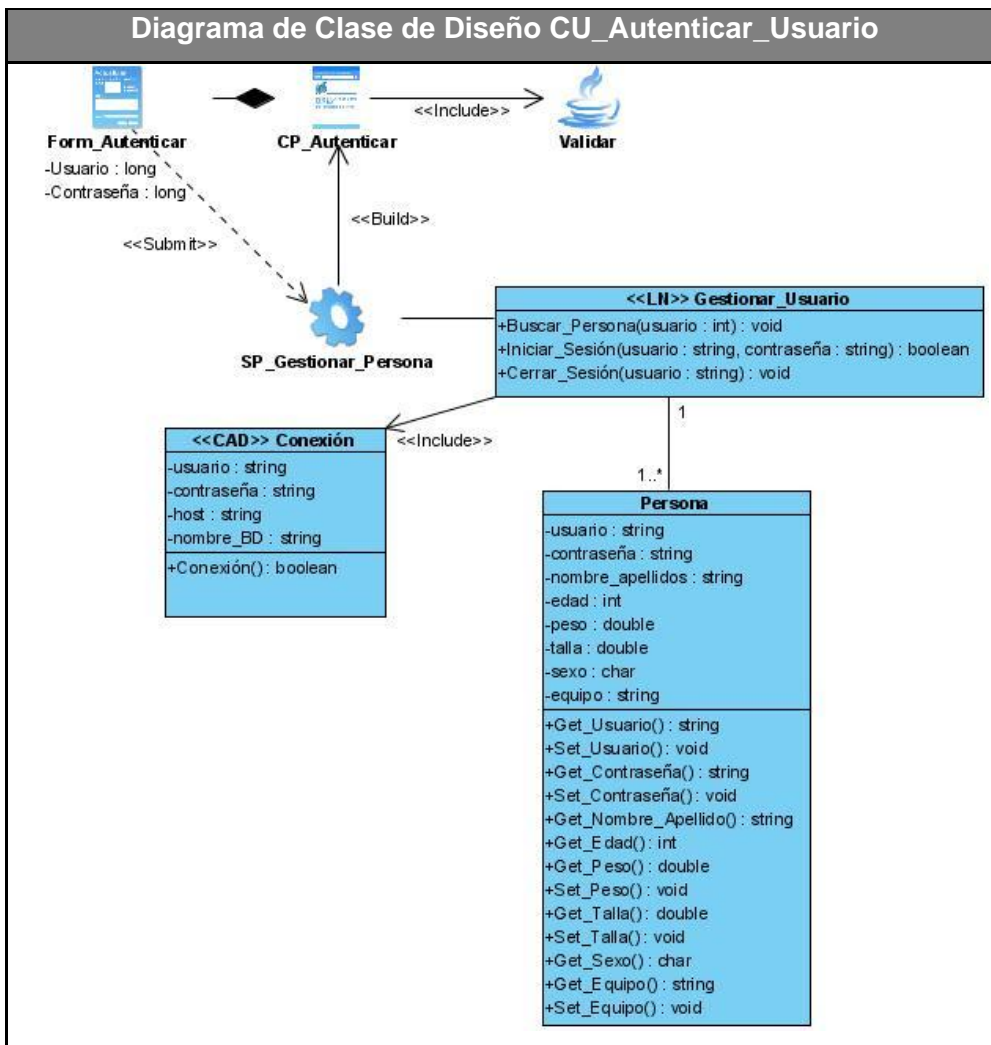 Diagrama de Clase de Diseño CU_Autenticar_Usuario
Form_Autenticar
-Usuario : long
-Contraseña : long
CP_Autenticar
<<Include>>
Validar
<<Build>>
<<Submit>>
SP_Gestionar_Persona
<<LN>> Gestionar_Usuario
+Buscar_Persona(usuario : int) : void
+Iniciar_Sesión(usuario : string, contraseña : string) : boolean
+Cerrar_Sesión(usuario : string) : void
<<Include>>
1
1..*
<<CAD>> Conexión
-usuario : string
-contraseña : string
-host : string
-nombre_BD : string
+Conexión() : boolean
Persona
-usuario : string
-contraseña : string
-nombre_apellidos : string
-edad : int
-peso : double
-talla : double
-sexo : char
-equipo : string
+Get_Usuario() : string
+Set_Usuario() : void
+Get_Contraseña() : string
+Set_Contraseña() : void
+Get_Nombre_Apellido() : string
+Get_Edad() : int
+Get_Peso() : double
+Set_Peso() : void
+Get_Talla() : double
+Set_Talla() : void
+Get_Sexo() : char
+Get_Equipo() : string
+Set_Equipo() : void